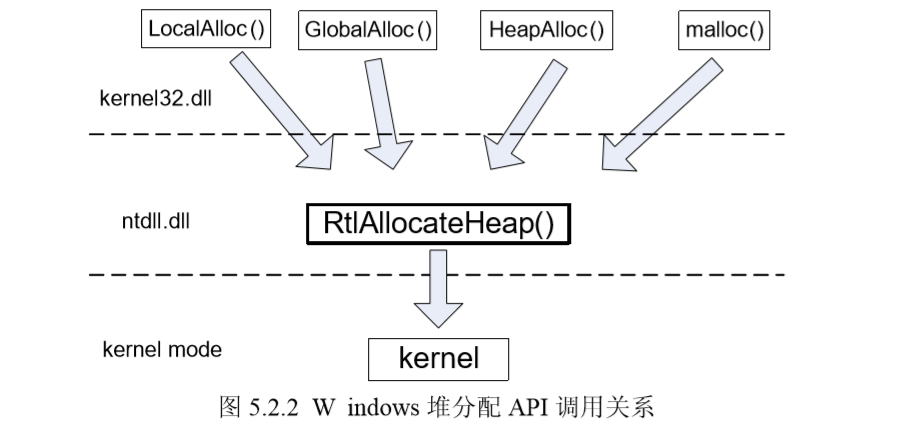 LocalAlloc() GlobalAlloc() HeapAlloc() malloc()
kernel32.dll
ntdll.dll RtlAllocateHeap()
kernel mode kernel
图 5.2.2 W indows 堆分配 API 调用关系